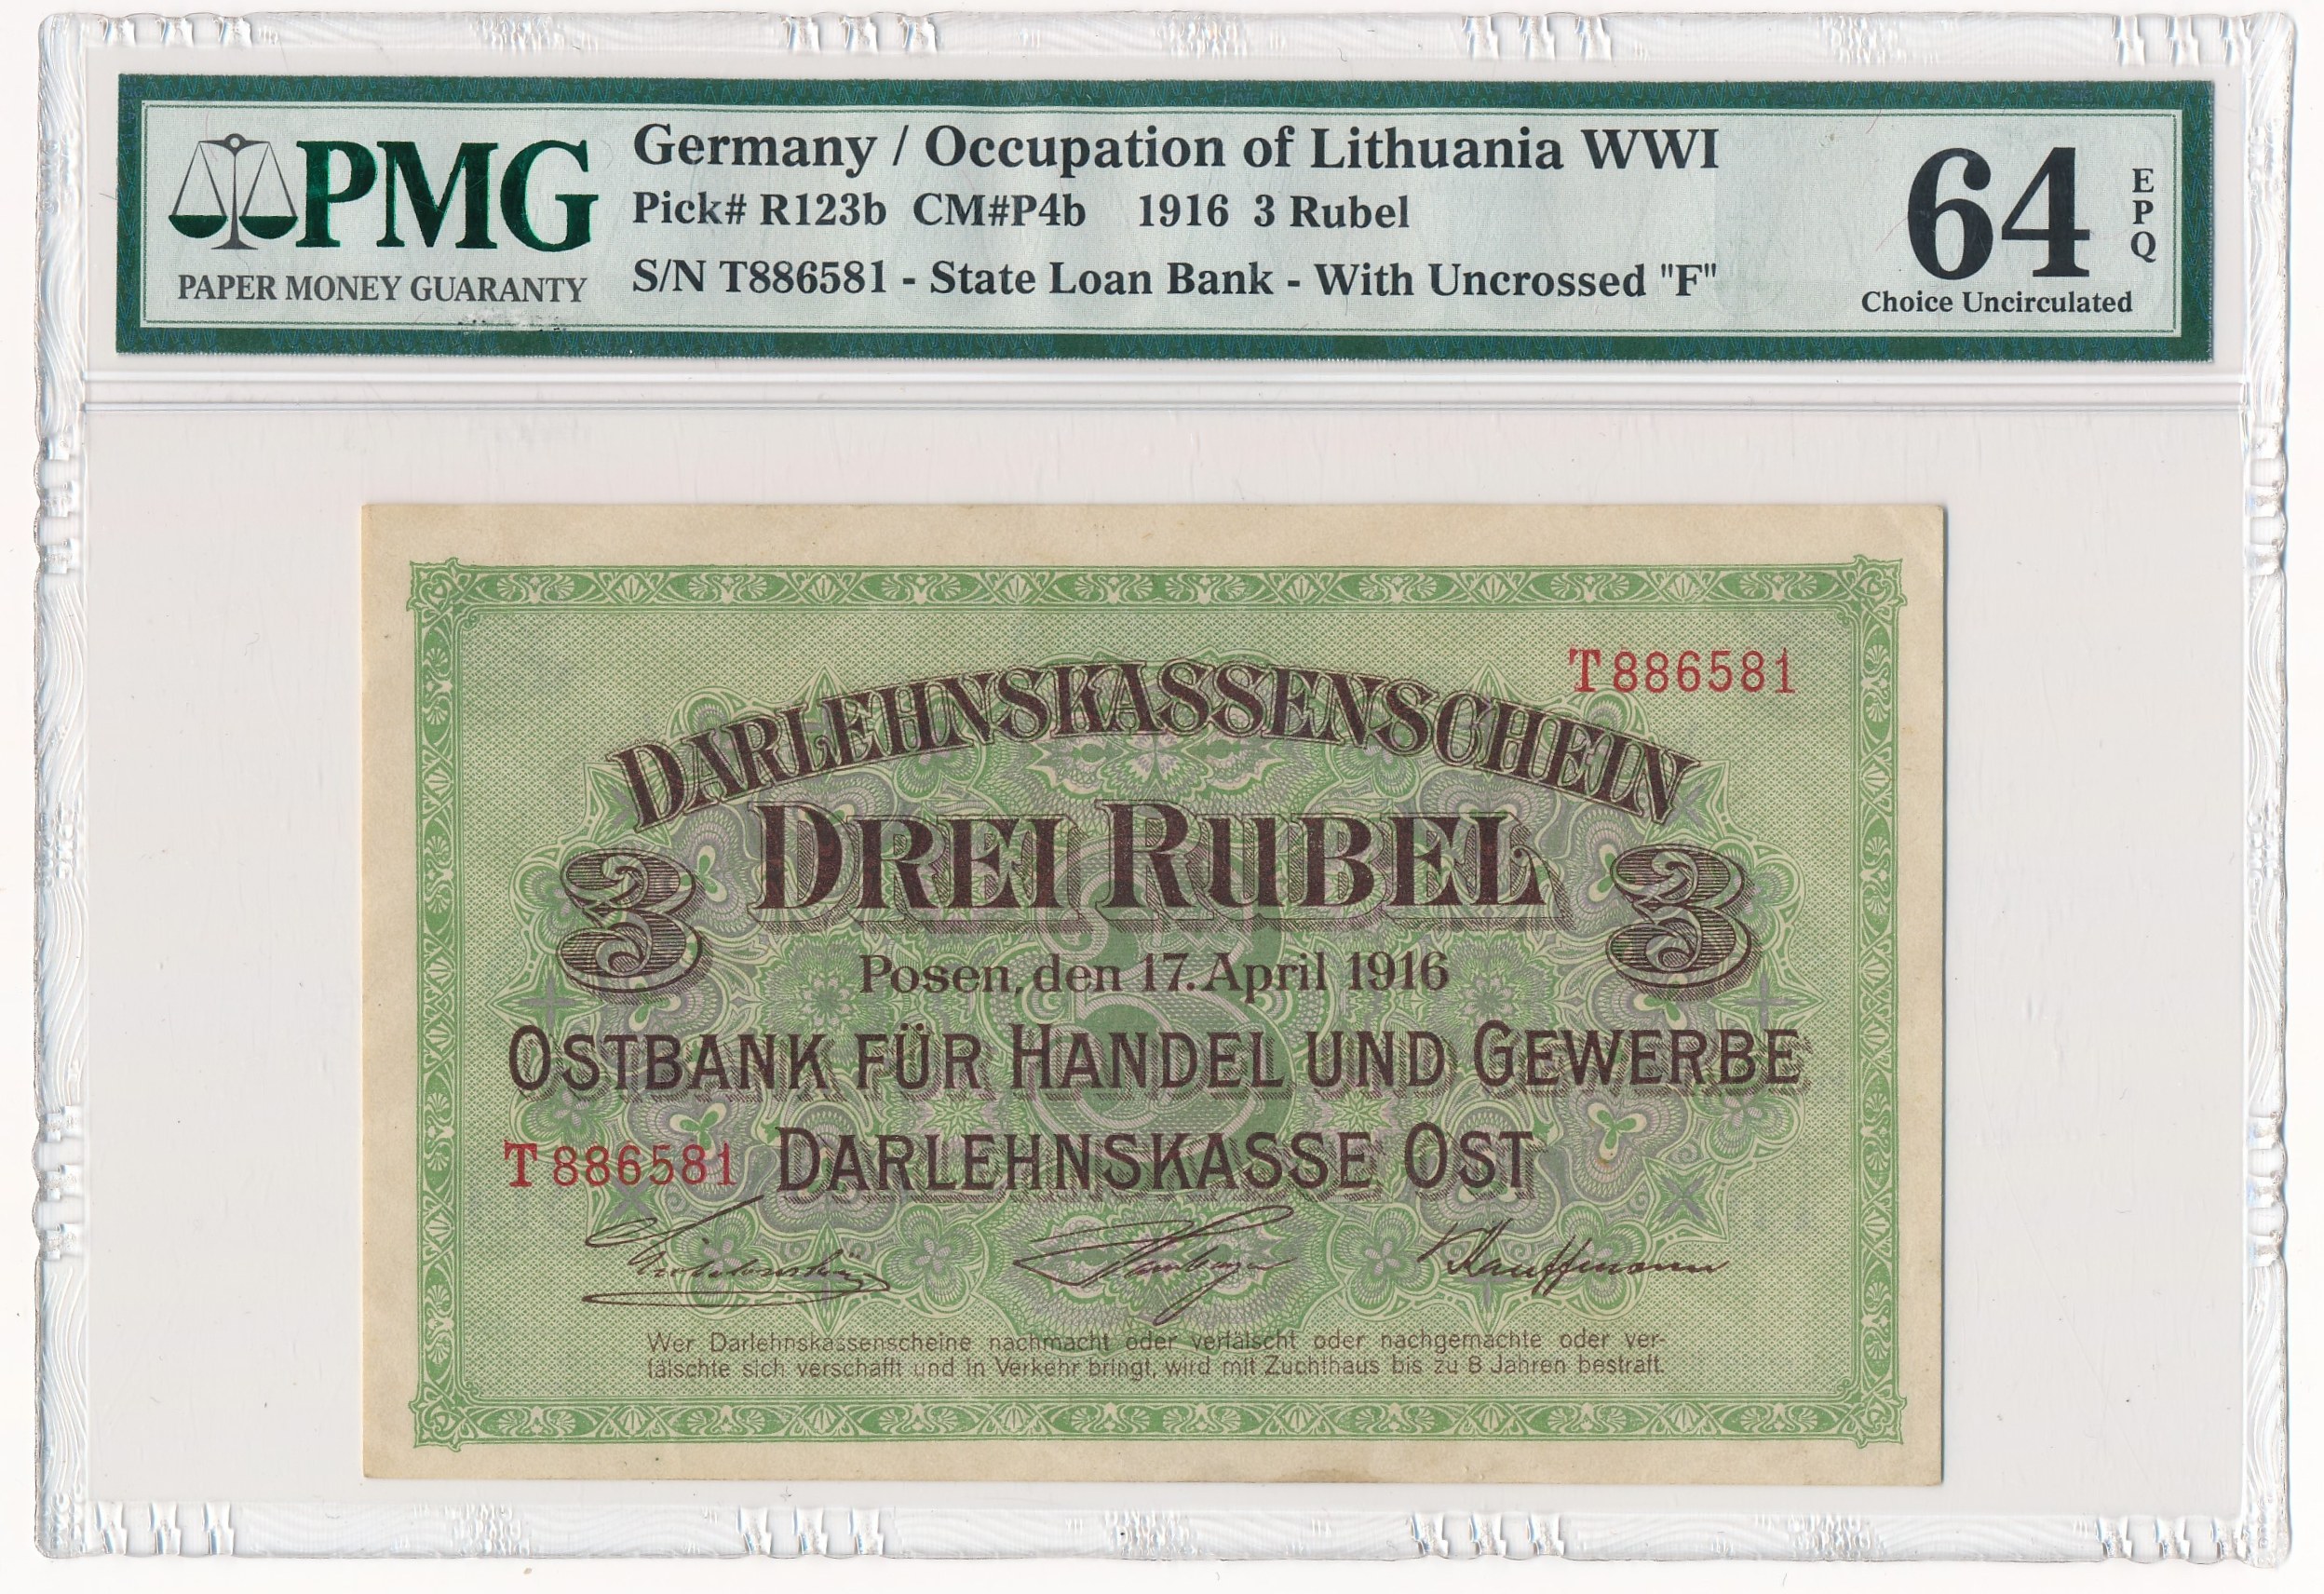 PMG
PAPER MONEY GUARANTY
Germany / Occupation of Lithuania WWI
Pick# R123b CM#P4b 1916 3 Rubel
S/N T886581 - State Loan Bank - With Uncrossed "F"
64
EPQ
Choice Uncirculated
T886581
DARLEHNSKASSENSCHEIN
3 DREI RUBEL 3
Posen, den 17. April 1916
OSTBANK FÜR HANDEL UND GEWERBE
T886581 DARLEHNSKASSE OST
Kauffmann
Wer Darlehnskassenscheine nachmacht oder verfälscht oder nachgemachte oder ver-
fälschte sich verschafft und in Verkehr bringt, wird mit Zuchthaus bis zu 8 Jahren bestraft.